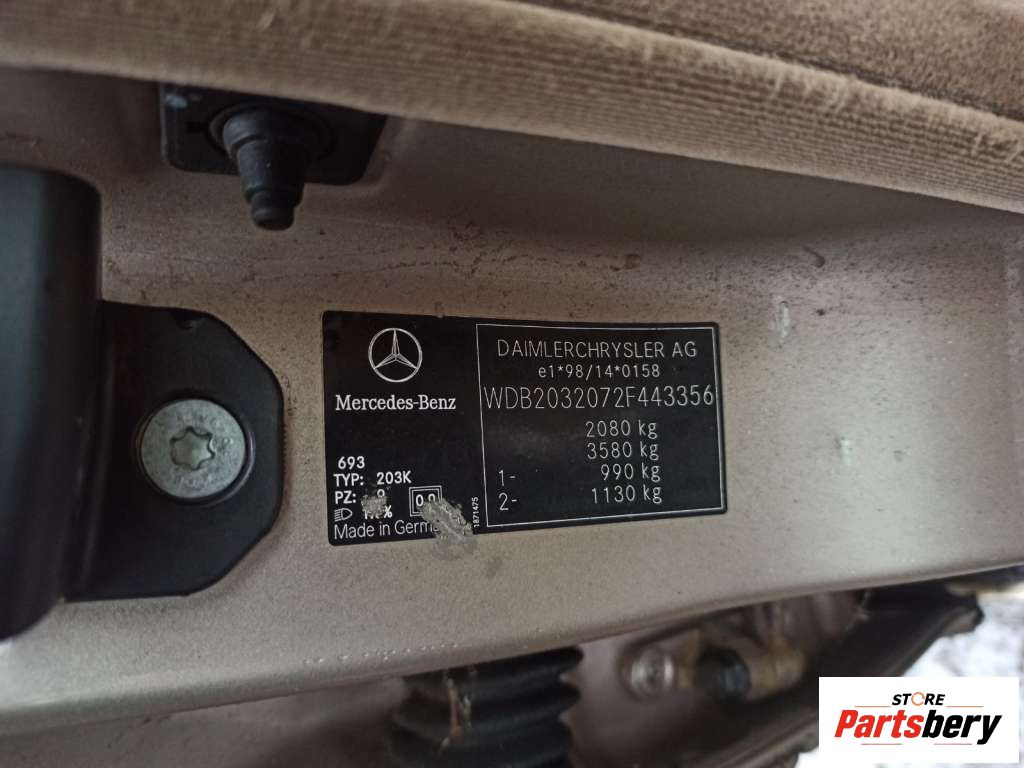 Mercedes-Benz
693
TYP: 203K
PZ:
Made in Germ
1871475
DAIMLERCHRYSLER AG
e1*98/14*0158
WDB2032072F443356
2080 kg
3580 kg
1- 990 kg
2- 1130 kg
STORE
Partsbery